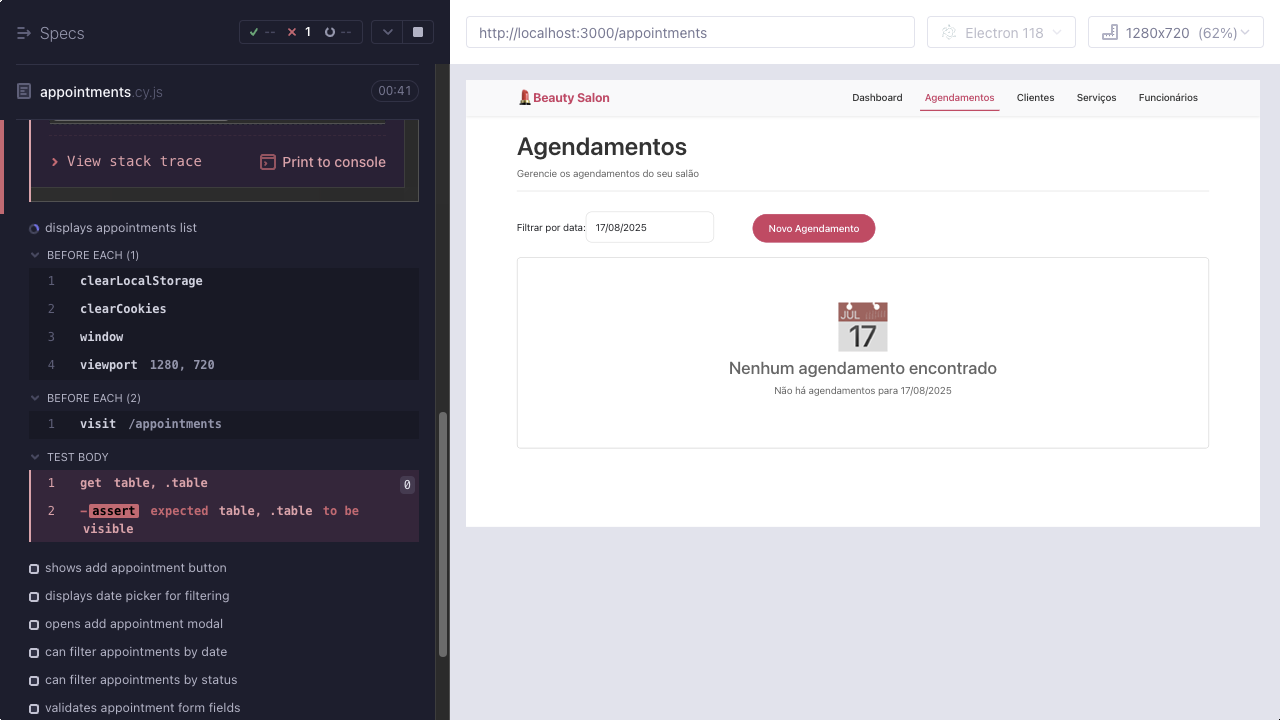 Specs
-- 1 --
appointments.cy.js
00:41
View stack trace
Print to console
displays appointments list
BEFORE EACH (1)
1 clearLocalStorage
2 clearCookies
3 window
4 viewport 1280, 720
BEFORE EACH (2)
1 visit /appointments
TEST BODY
1 get table, .table 0
2 -assert expected table, .table to be
visible
shows add appointment button
displays date picker for filtering
opens add appointment modal
can filter appointments by date
can filter appointments by status
validates appointment form fields
http://localhost:3000/appointments
Electron 118
1280x720 (62%)
Beauty Salon
Dashboard Agendamentos Clientes Serviços Funcionários
Agendamentos
Gerencie os agendamentos do seu salão
Filtrar por data: 17/08/2025 Novo Agendamento
JUL
17
Nenhum agendamento encontrado
Não há agendamentos para 17/08/2025